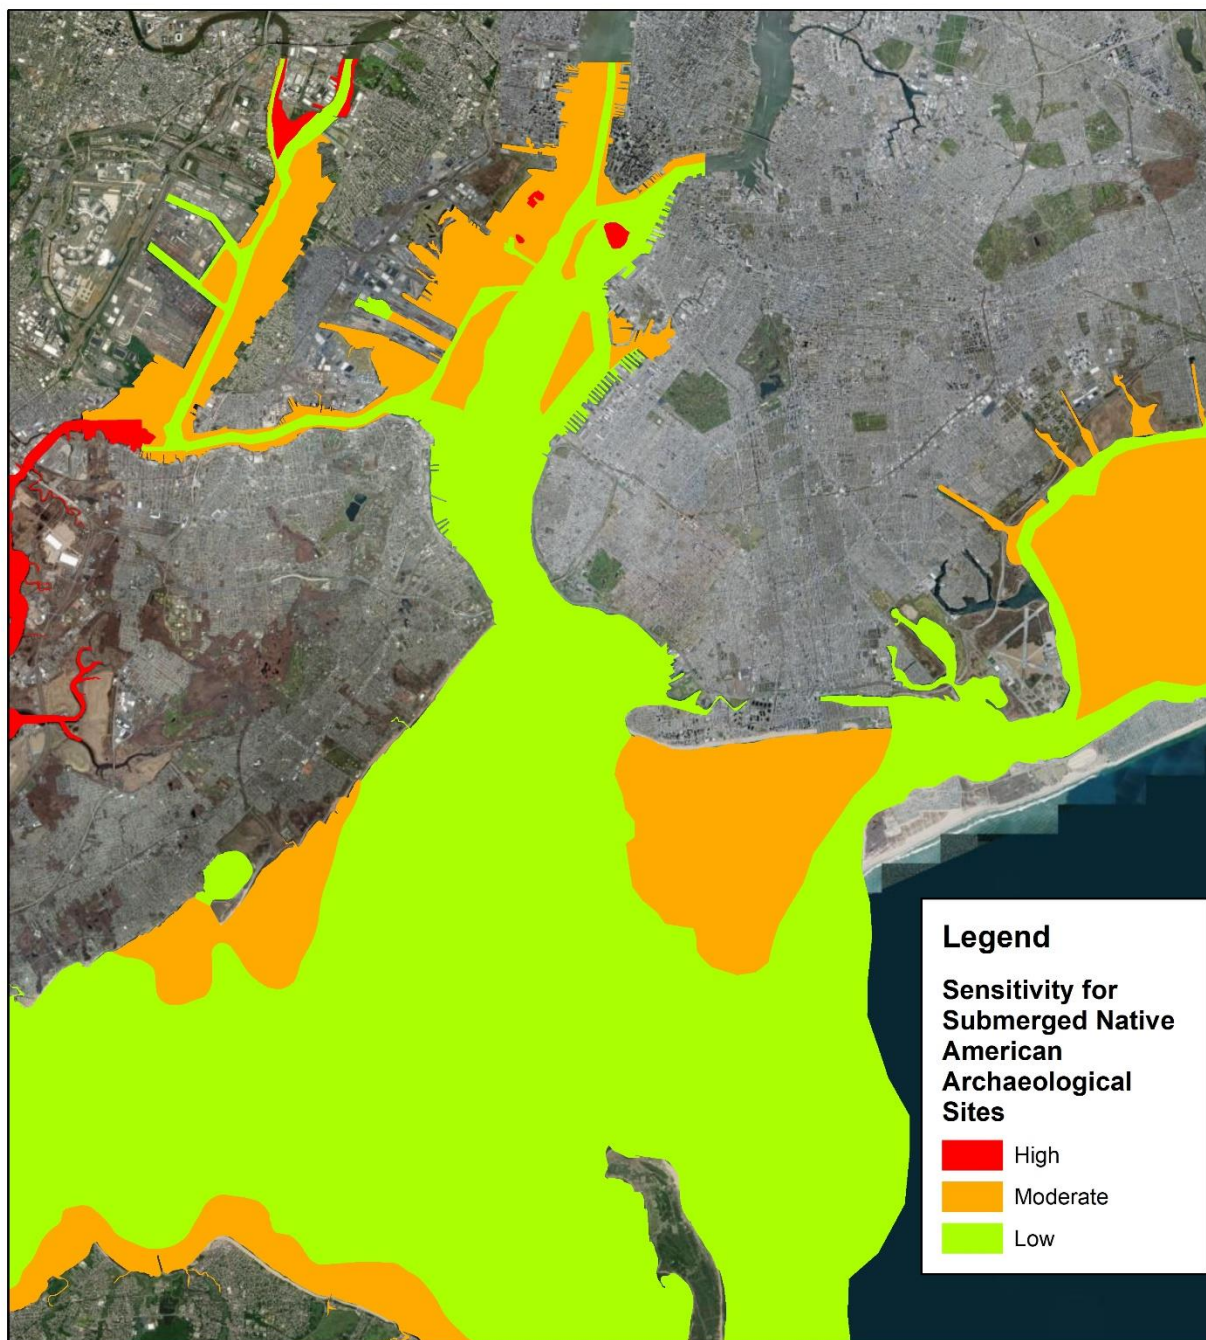 Legend
Sensitivity for
Submerged Native
American
Archaeological
Sites
High
Moderate
Low